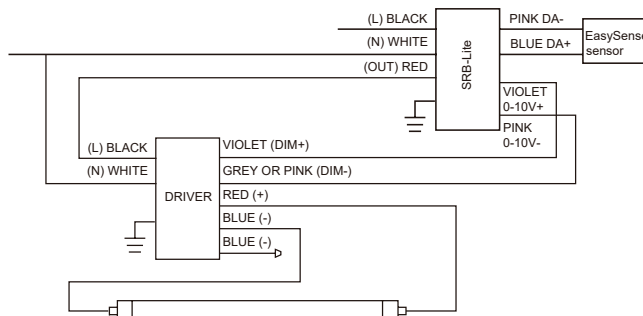 (L) BLACK
PINK DA-
(N) WHITE
BLUE DA+
EasySense
sensor
(OUT) RED
SRB-Lite
VIOLET
0-10V+
PINK
0-10V-
(L) BLACK
VIOLET (DIM+)
(N) WHITE
GREY OR PINK (DIM-)
DRIVER
RED (+)
BLUE (-)
BLUE (-)